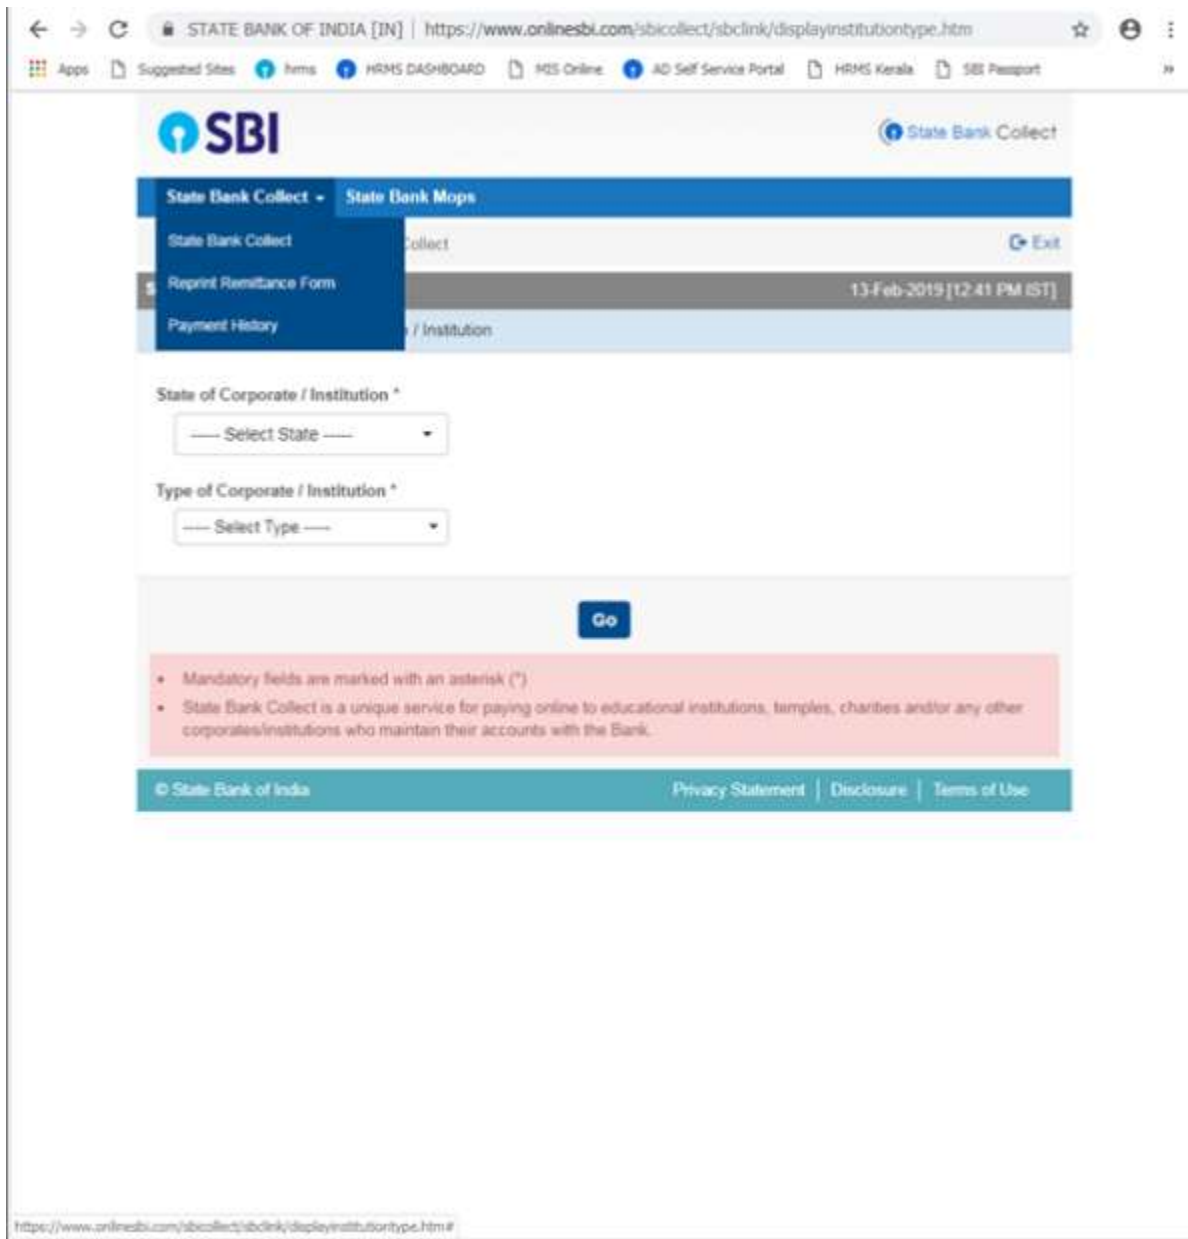 STATE BANK OF INDIA [IN] | https://www.onlinesbi.com/sbicollect/sbclink/displayinstitutiontype.htm
Apps Suggested Sites hrms HRMS DASHBOARD MIS Online AD Self Service Portal HRMS Kerala SBI Passport »
SBI
State Bank Collect
State Bank Collect State Bank Mops
State Bank Collect Collect Exit
Reprint Remittance Form 13-Feb-2019 [12:41 PM IST]
Payment History / Institution
State of Corporate / Institution *
----- Select State -----
Type of Corporate / Institution *
----- Select Type -----
Go
• Mandatory fields are marked with an asterisk (*)
• State Bank Collect is a unique service for paying online to educational institutions, temples, charities and/or any other
corporates/institutions who maintain their accounts with the Bank.
© State Bank of India Privacy Statement | Disclosure | Terms of Use
https://www.onlinesbi.com/sbicollect/sbclink/displayinstitutiontype.htm#